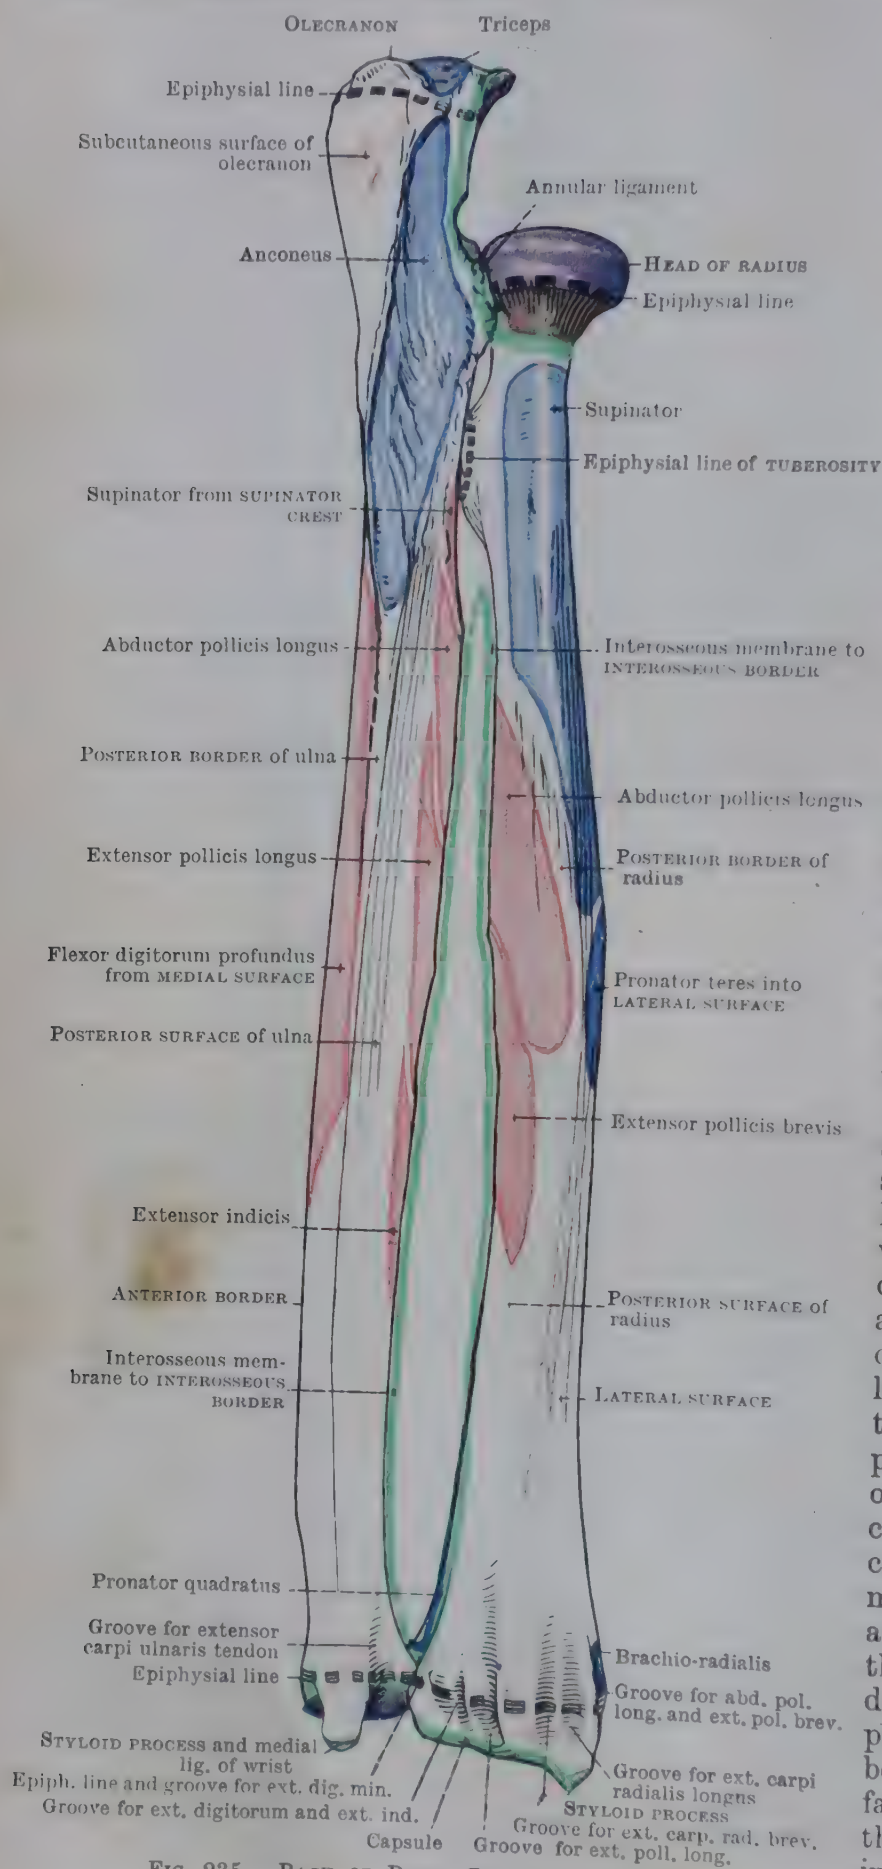 OLECRANON
Triceps
Epiphysial line
Subcutaneous surface of
olecranon
Annular ligament
Anconeus
HEAD OF RADIUS
Epiphysial line
Supinator
Epiphysial line of TUBEROSITY
Supinator from SUPINATOR
CREST
Abductor pollicis longus
Interosseous membrane to
INTEROSSEOUS BORDER
POSTERIOR BORDER of ulna
Abductor pollicis longus
Extensor pollicis longus
POSTERIOR BORDER of
radius
Flexor digitorum profundus
from MEDIAL SURFACE
Pronator teres into
LATERAL SURFACE
POSTERIOR SURFACE of ulna
Extensor pollicis brevis
Extensor indicis
ANTERIOR BORDER
POSTERIOR SURFACE of
radius
Interosseous mem-
brane to INTEROSSEOUS
BORDER
LATERAL SURFACE
Pronator quadratus
Groove for extensor
carpi ulnaris tendon
Epiphysial line
Brachio-radialis
Groove for abd. pol.
long. and ext. pol. brev.
STYLOID PROCESS and medial
lig. of wrist
Epiph. line and groove for ext. dig. min.
Groove for ext. digitorum and ext. ind.
Capsule
Groove for ext. carpi
radialis longus
STYLOID PROCESS
Groove for ext. carp. rad. brev.
Groove for ext. poll. long.